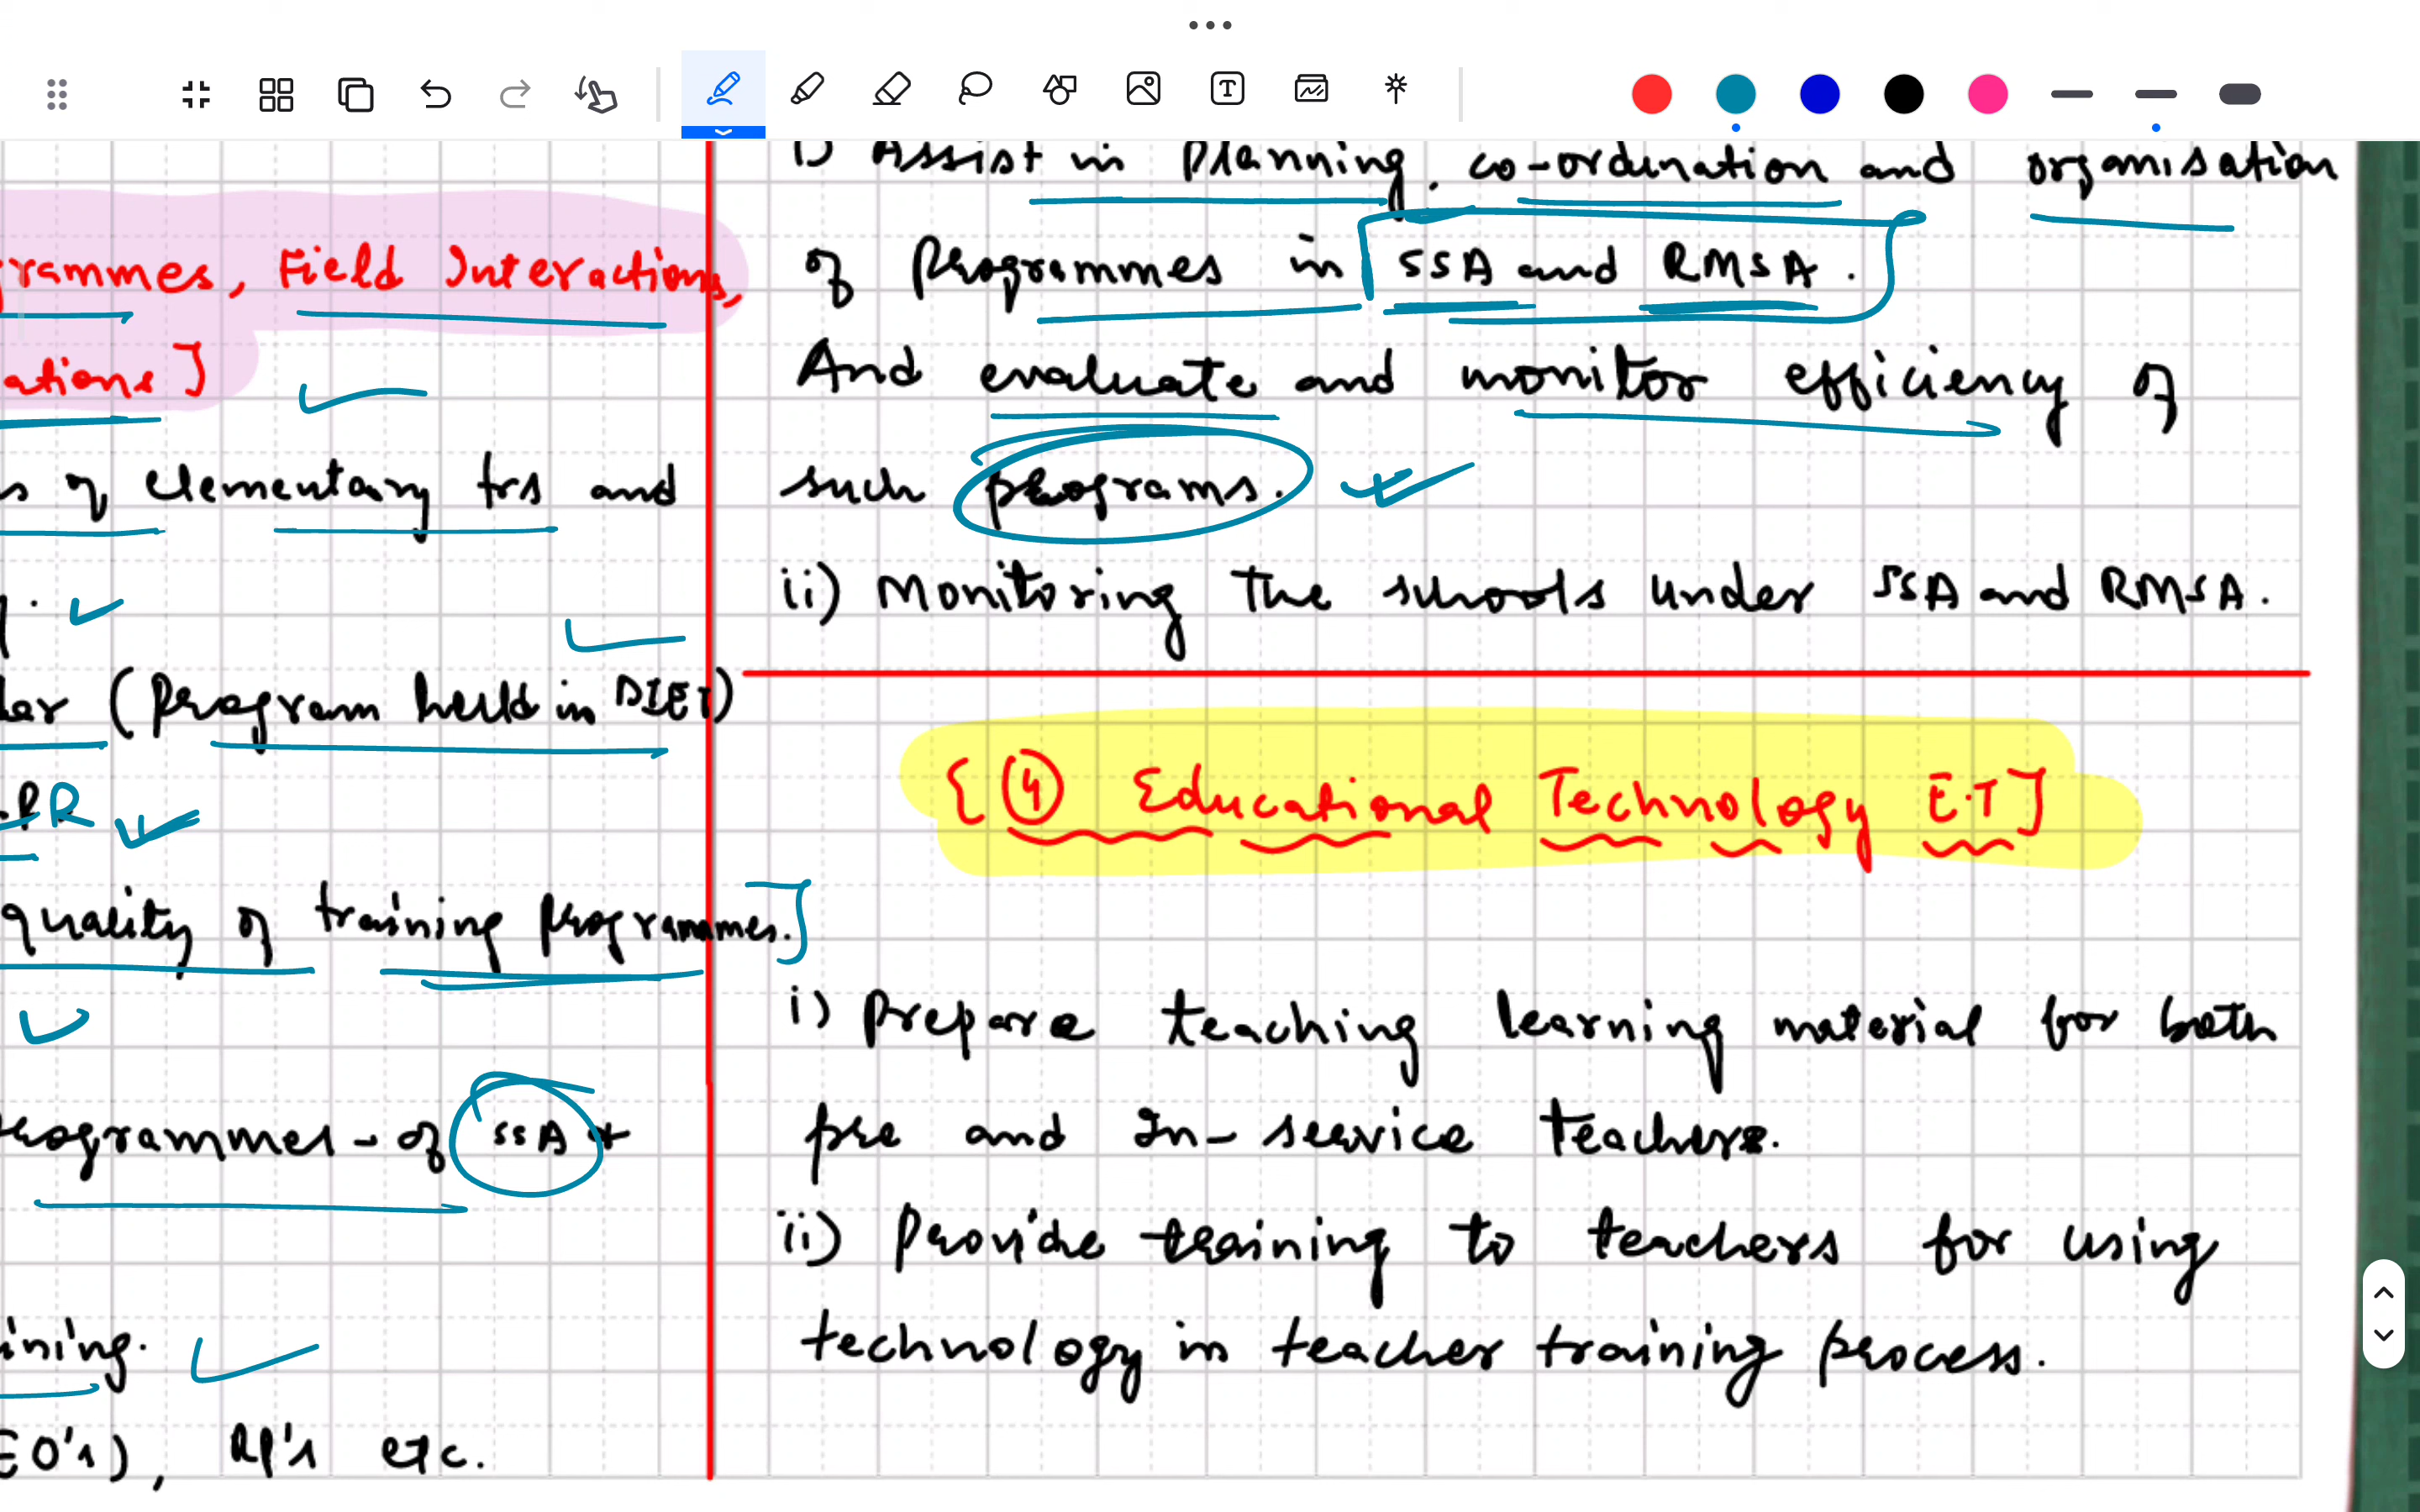 rammes, Field Interactions,
ations]
s of elementary trs and
(Program held in DIET)
RR
quality of training programmes.]
rogrammes - of SSA +
ining.
EO's), RP's etc.
i) Assist in planning, co-ordination and organisation
of programmes in SSA and RMSA.
And evaluate and monitor efficiency of
such programs.
ii) Monitoring the schools under SSA and RMSA.
{④ Educational Technology E.T]
i) Prepare teaching learning material for both
pre and In-service teachers.
ii) Provide training to teachers for using
technology in teacher training process.